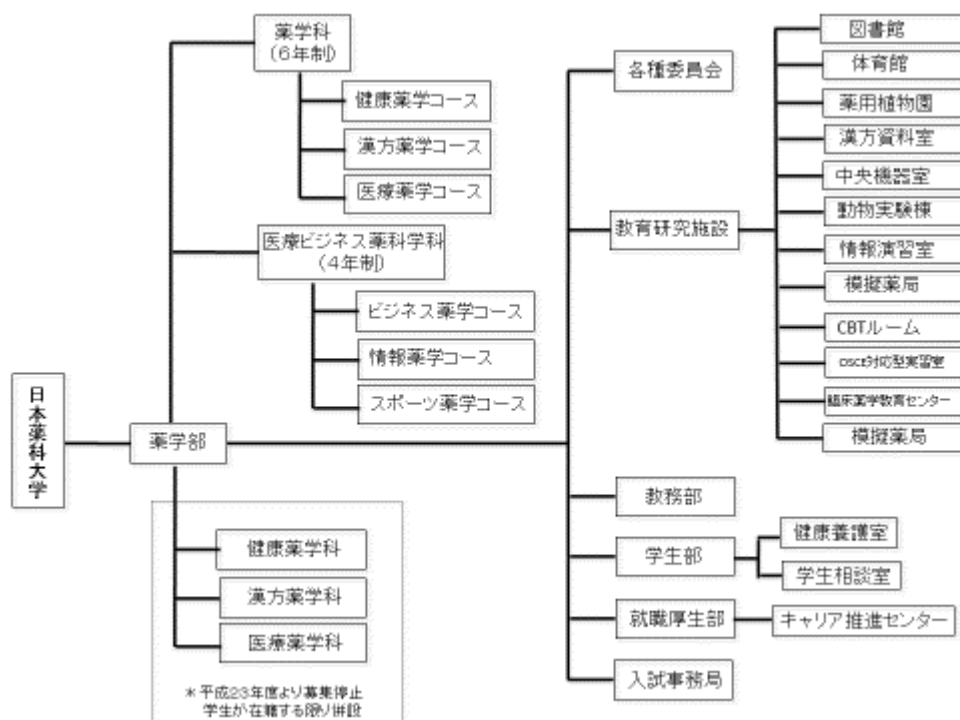 日本薬科大学
薬学部
薬学科
(6年制)
健康薬学コース
漢方薬学コース
医療薬学コース
医療ビジネス薬科学科
(4年制)
ビジネス薬学コース
情報薬学コース
スポーツ薬学コース
健康薬学科
漢方薬学科
医療薬学科
*平成23年度より募集停止
学生が在籍する限り併設
各種委員会
教育研究施設
図書館
体育館
薬用植物園
漢方資料室
中央機器室
動物実験棟
情報演習室
模擬薬局
CBTルーム
OSCE対応型実習室
臨床薬学教育センター
模擬薬局
教務部
学生部
健康養護室
学生相談室
就職厚生部
キャリア推進センター
入試事務局